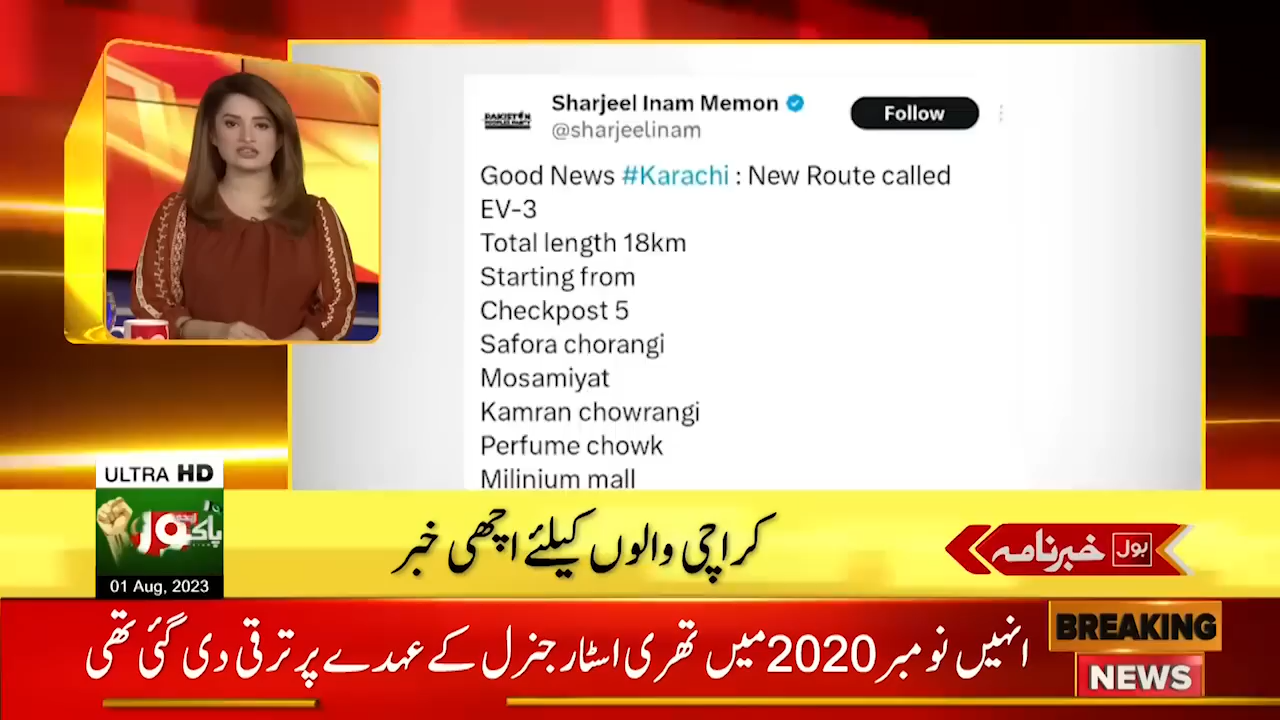 Sharjeel Inam Memon
@sharjeelinam
Follow
Good News #Karachi : New Route called
EV-3
Total length 18km
Starting from
Checkpost 5
Safora chorangi
Mosamiyat
Kamran chowrangi
Perfume chowk
Milinium mall
ULTRA HD
01 Aug, 2023
کراچی والوں کیلئے اچھی خبر
بول خبرنامہ
انہیں نومبر 2020 میں تھری اسٹار جنرل کے عہدے پر ترقی دی گئی تھی
BREAKING
NEWS